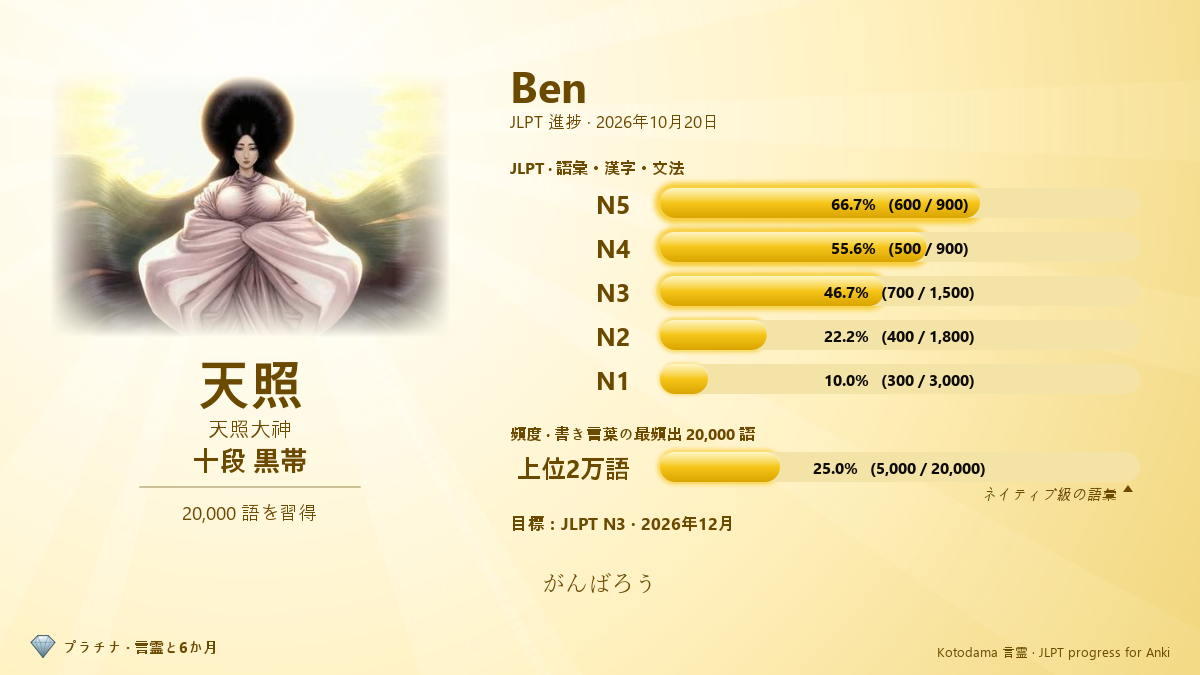 Ben
JLPT 進捗 · 2026年10月20日
JLPT · 語彙・漢字・文法
N5 66.7% (600 / 900)
N4 55.6% (500 / 900)
N3 46.7% (700 / 1,500)
N2 22.2% (400 / 1,800)
N1 10.0% (300 / 3,000)
頻度 · 書き言葉の最頻出 20,000 語
上位2万語 25.0% (5,000 / 20,000)
ネイティブ級の語彙 ▲
目標：JLPT N3 · 2026年12月
がんばろう
天照
天照大神
十段 黒帯
20,000 語を習得
プラチナ · 言霊と6か月
Kotodama 言霊 · JLPT progress for Anki